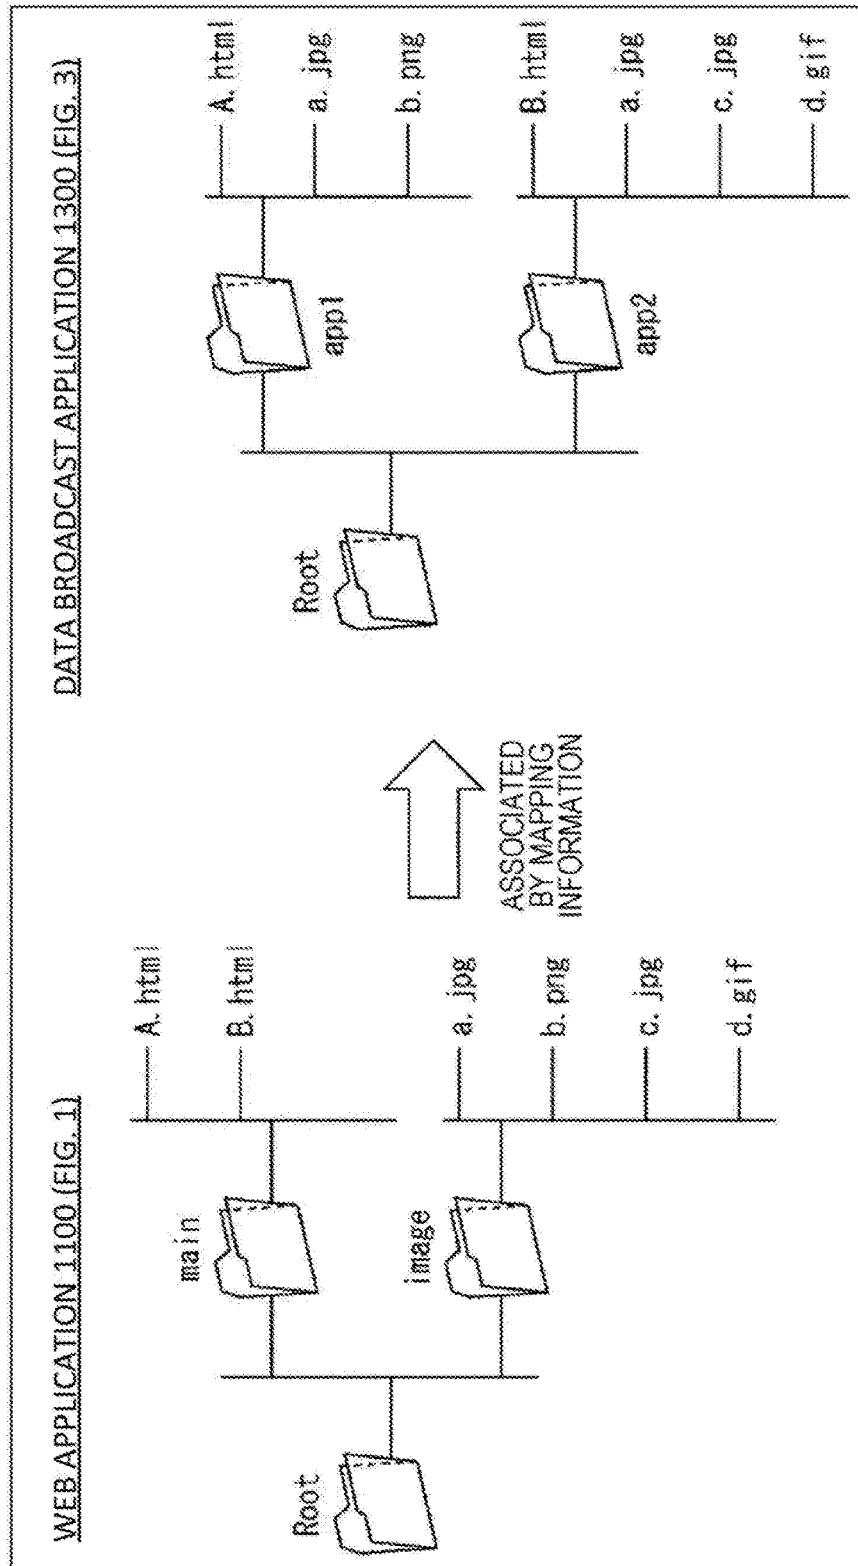 WEB APPLICATION 1100 (FIG. 1)
Root
main
A.html
B.html
image
a.jpg
b.png
c.jpg
d.gif
ASSOCIATED
BY MAPPING
INFORMATION
DATA BROADCAST APPLICATION 1300 (FIG. 3)
Root
app1
A.html
a.jpg
b.png
app2
B.html
a.jpg
c.jpg
d.gif